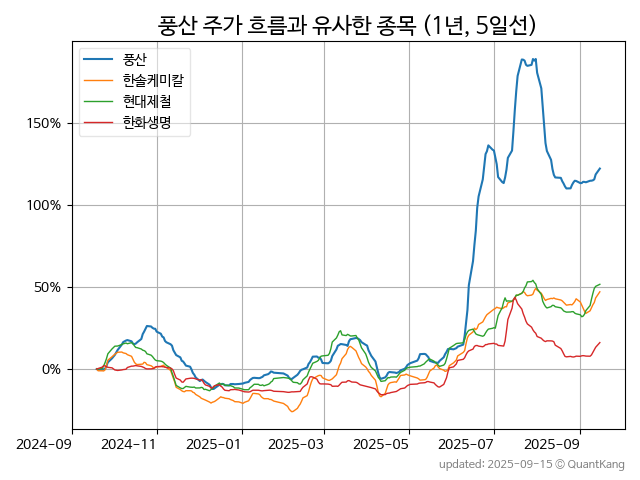 풍산 주가 흐름과 유사한 종목 (1년, 5일선)
풍산
한솔케미칼
현대제철
한화생명
150%
100%
50%
0%
2024-09 2024-11 2025-01 2025-03 2025-05 2025-07 2025-09
updated: 2025-09-15 © QuantKang